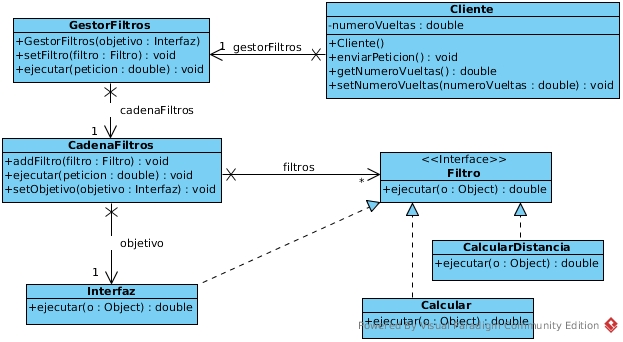 GestorFiltros
+GestorFiltros(objetivo : Interfaz)
+setFiltro(filtro : Filtro) : void
+ejecutar(peticion : double) : void
1 gestorFiltros
Cliente
-numeroVueltas : double
+Cliente()
+enviarPeticion() : void
+getNumeroVueltas() : double
+setNumeroVueltas(numeroVueltas : double) : void
cadenaFiltros
1
CadenaFiltros
+addFiltro(filtro : Filtro) : void
+ejecutar(peticion : double) : void
+setObjetivo(objetivo : Interfaz) : void
filtros
*
<<Interface>>
Filtro
+ejecutar(o : Object) : double
objetivo
1
CalcularDistancia
+ejecutar(o : Object) : double
Interfaz
+ejecutar(o : Object) : double
Calcular
+ejecutar(o : Object) : double
Powered By Visual Paradigm Community Edition